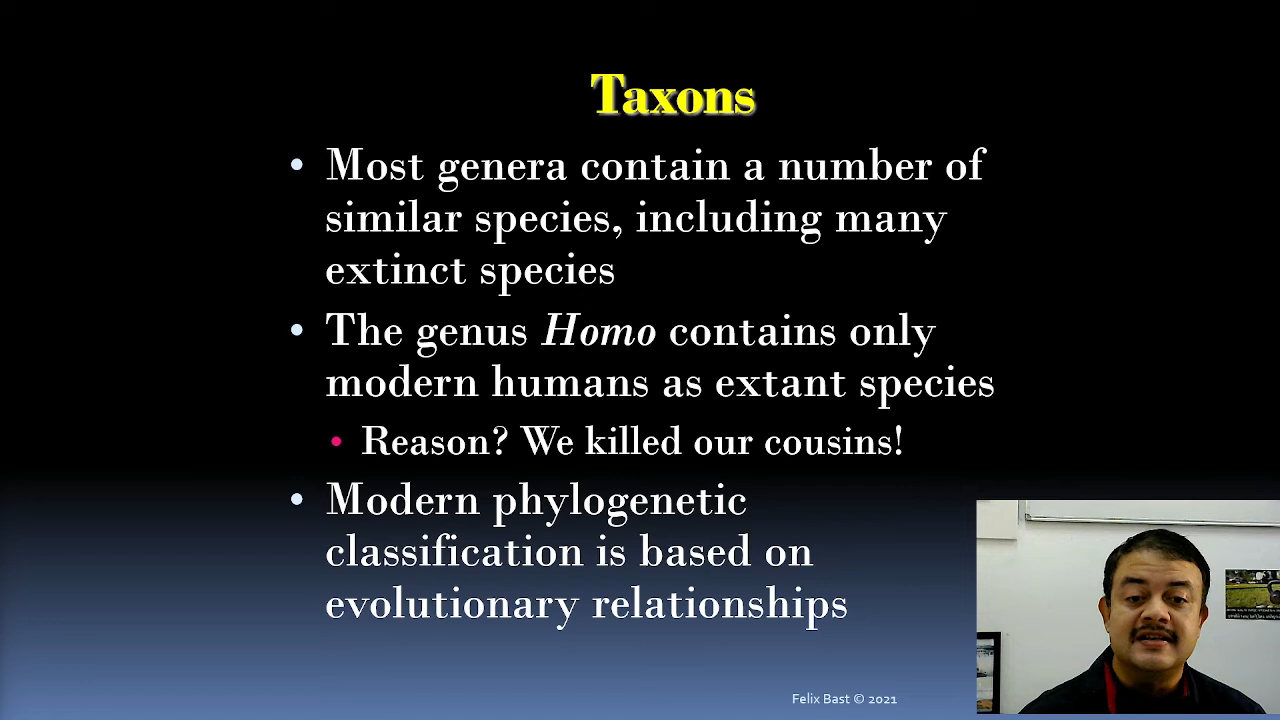 Taxons
• Most genera contain a number of
similar species, including many
extinct species
• The genus Homo contains only
modern humans as extant species
• Reason? We killed our cousins!
• Modern phylogenetic
classification is based on
evolutionary relationships
Felix Bast © 2021